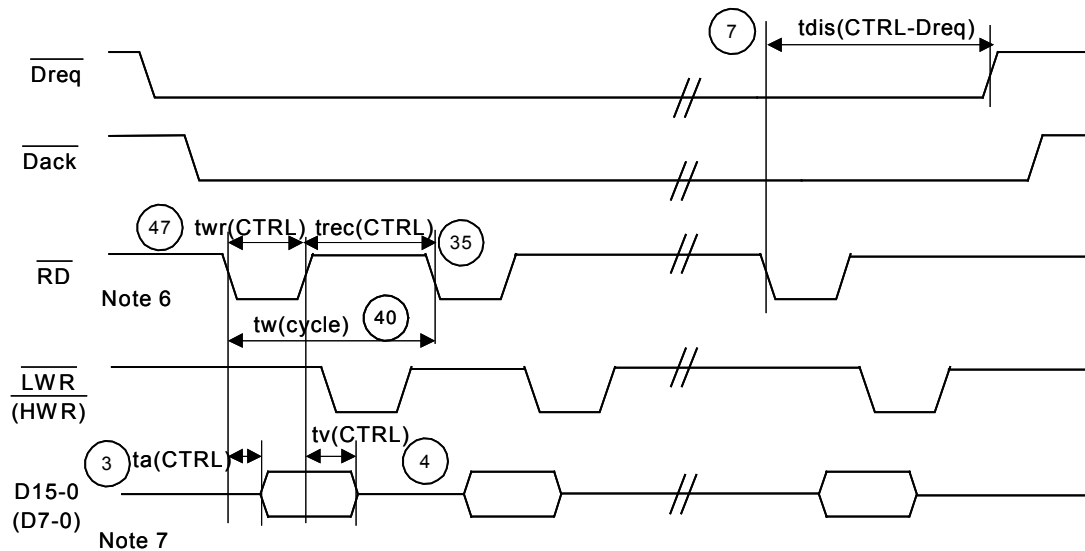 7
tdis(CTRL-Dreq)
Dreq
Dack
47
twr(CTRL)
trec(CTRL)
35
RD
Note 6
tw(cycle)
40
LWR
(HWR)
tv(CTRL)
3
ta(CTRL)
4
D15-0
(D7-0)
Note 7